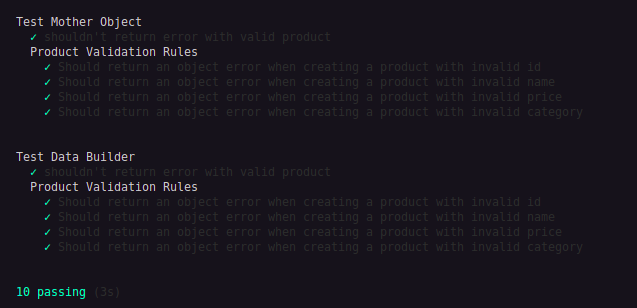 Test Mother Object
✓ shouldn't return error with valid product
Product Validation Rules
✓ Should return an object error when creating a product with invalid id
✓ Should return an object error when creating a product with invalid name
✓ Should return an object error when creating a product with invalid price
✓ Should return an object error when creating a product with invalid category
Test Data Builder
✓ shouldn't return error with valid product
Product Validation Rules
✓ Should return an object error when creating a product with invalid id
✓ Should return an object error when creating a product with invalid name
✓ Should return an object error when creating a product with invalid price
✓ Should return an object error when creating a product with invalid category
10 passing (3s)